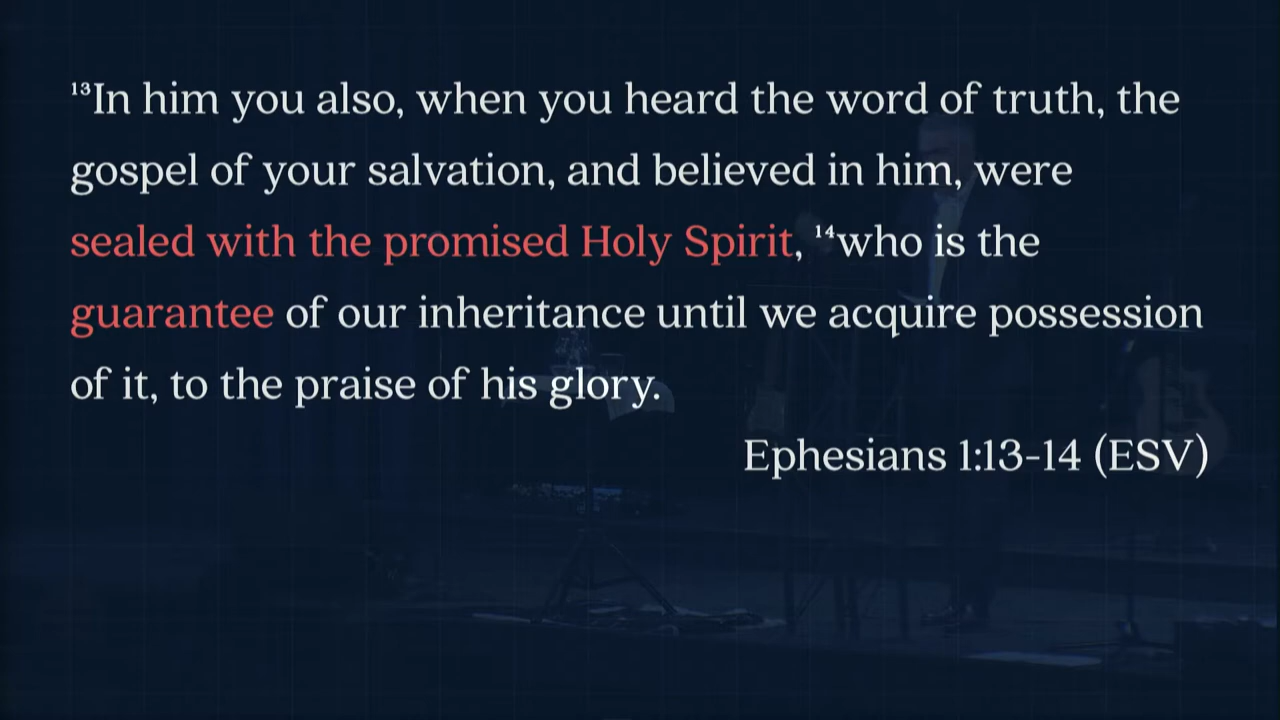 ¹³In him you also, when you heard the word of truth, the
gospel of your salvation, and believed in him, were
sealed with the promised Holy Spirit, ¹⁴who is the
guarantee of our inheritance until we acquire possession
of it, to the praise of his glory.
Ephesians 1:13-14 (ESV)